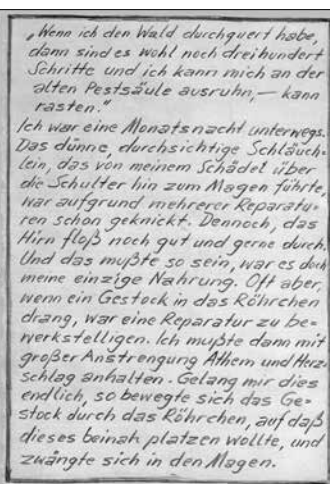 „Wenn ich den Wald durchquert habe,
dann sind es wohl noch dreihundert
Schritte und ich kann mich an der
alten Pestsäule ausruhn, — kann
rasten."
Ich war eine Monatsnacht unterwegs.
Das dünne, durchsichtige Schläuch-
lein, das von meinem Schädel über
die Schulter hin zum Magen führte,
war aufgrund mehrerer Reparatu-
ren schon geknickt. Dennoch, das
Hirn floß noch gut und gerne durch.
Und das mußte so sein, war es doch
meine einzige Nahrung. Oft aber,
wenn ein Gestock in das Röhrchen
drang, war eine Reparatur zu be-
werkstelligen. Ich mußte dann mit
großer Anstrengung Athem und Herz-
schlag anhalten. Gelang mir dies
endlich, so bewegte sich das Ge-
stock durch das Röhrchen, auf daß
dieses beinah platzen wollte, und
zwängte sich in den Magen.